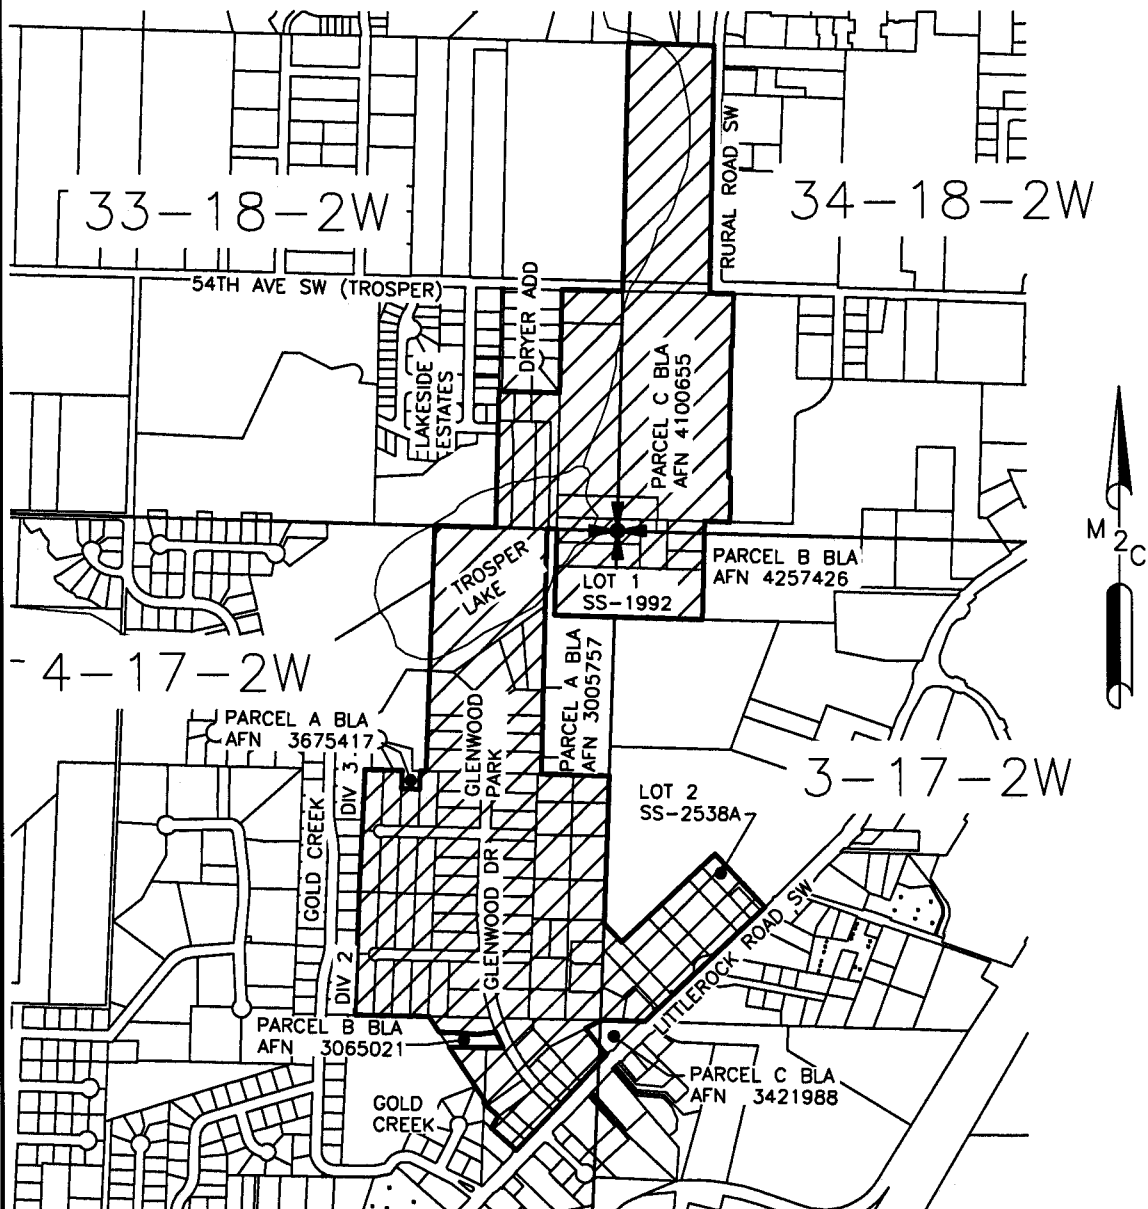 33-18-2W
34-18-2W
RURAL ROAD SW
54TH AVE SW (TROSPER)
DRYER ADD
LAKESIDE
ESTATES
PARCEL C BLA
AFN 4100655
M2C
TROSPER
LAKE
LOT 1
SS-1992
PARCEL B BLA
AFN 4257426
4-17-2W
PARCEL A BLA
AFN 3005757
PARCEL A BLA
AFN 3675417
GLENWOOD
PARK
3-17-2W
DIV 3
GOLD CREEK
LOT 2
SS-2538A
GLENWOOD DR
LITTLEROCK ROAD SW
DIV 2
PARCEL B BLA
AFN 3065021
PARCEL C BLA
AFN 3421988
GOLD
CREEK